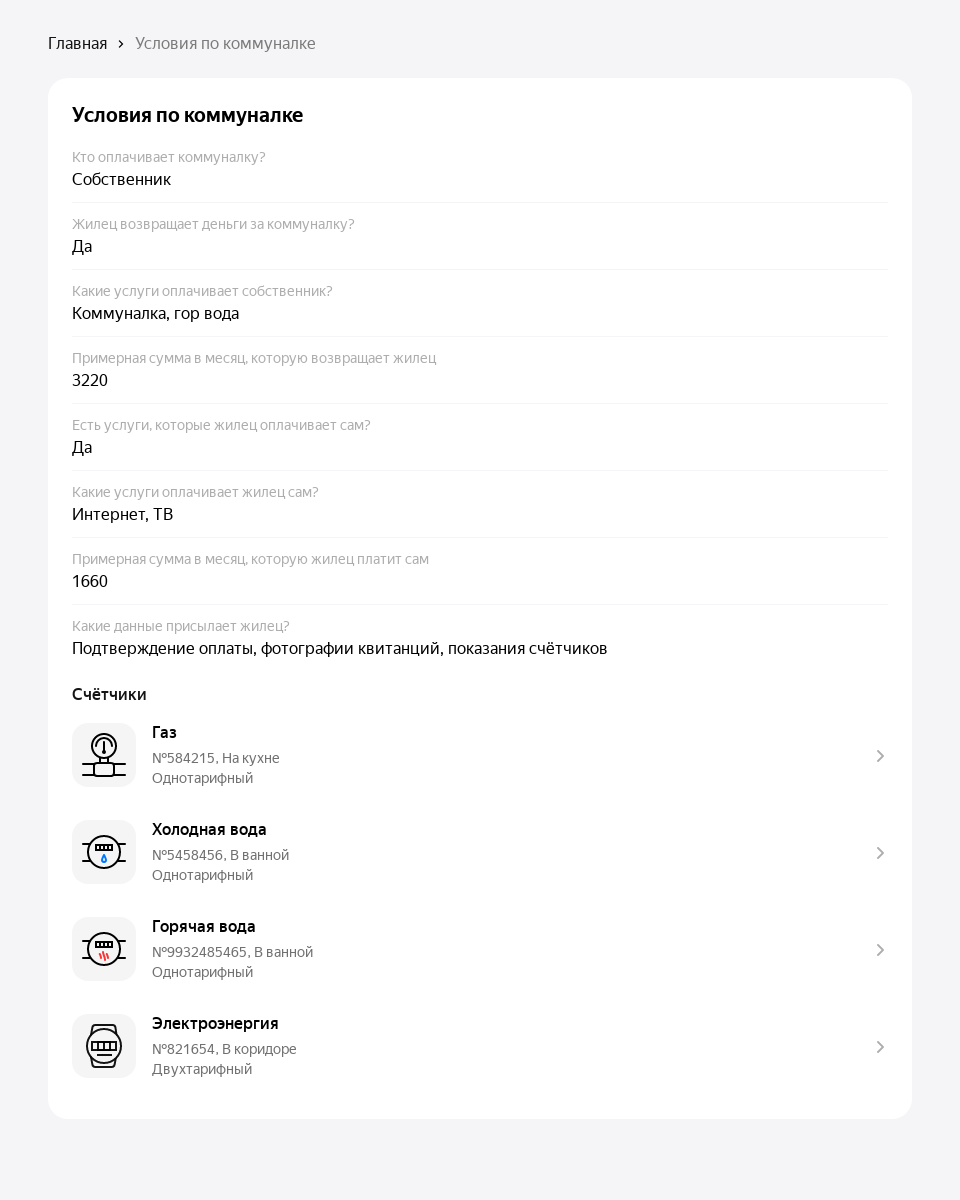 Главная › Условия по коммуналке
Условия по коммуналке
Кто оплачивает коммуналку?
Собственник
Жилец возвращает деньги за коммуналку?
Да
Какие услуги оплачивает собственник?
Коммуналка, гор вода
Примерная сумма в месяц, которую возвращает жилец
3220
Есть услуги, которые жилец оплачивает сам?
Да
Какие услуги оплачивает жилец сам?
Интернет, ТВ
Примерная сумма в месяц, которую жилец платит сам
1660
Какие данные присылает жилец?
Подтверждение оплаты, фотографии квитанций, показания счётчиков
Счётчики
Газ
№584215, На кухне
Однотарифный
Холодная вода
№5458456, В ванной
Однотарифный
Горячая вода
№9932485465, В ванной
Однотарифный
Электроэнергия
№821654, В коридоре
Двухтарифный